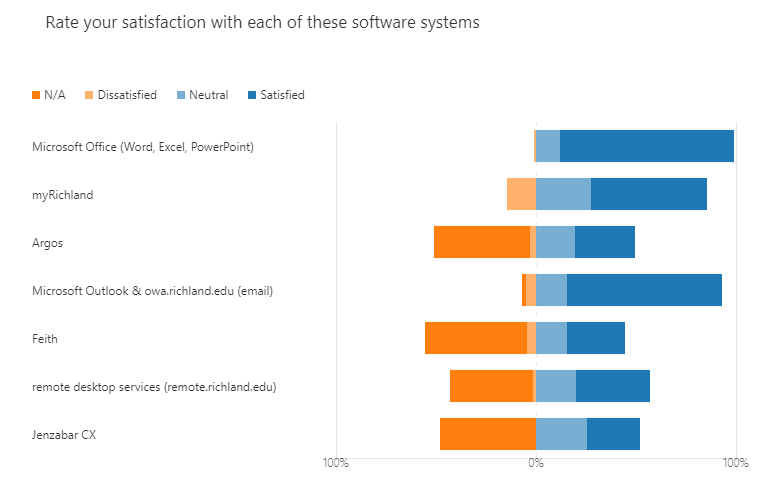 Rate your satisfaction with each of these software systems
N/A Dissatisfied Neutral Satisfied
Microsoft Office (Word, Excel, PowerPoint)
myRichland
Argos
Microsoft Outlook & owa.richland.edu (email)
Feith
remote desktop services (remote.richland.edu)
Jenzabar CX
100% 0% 100%